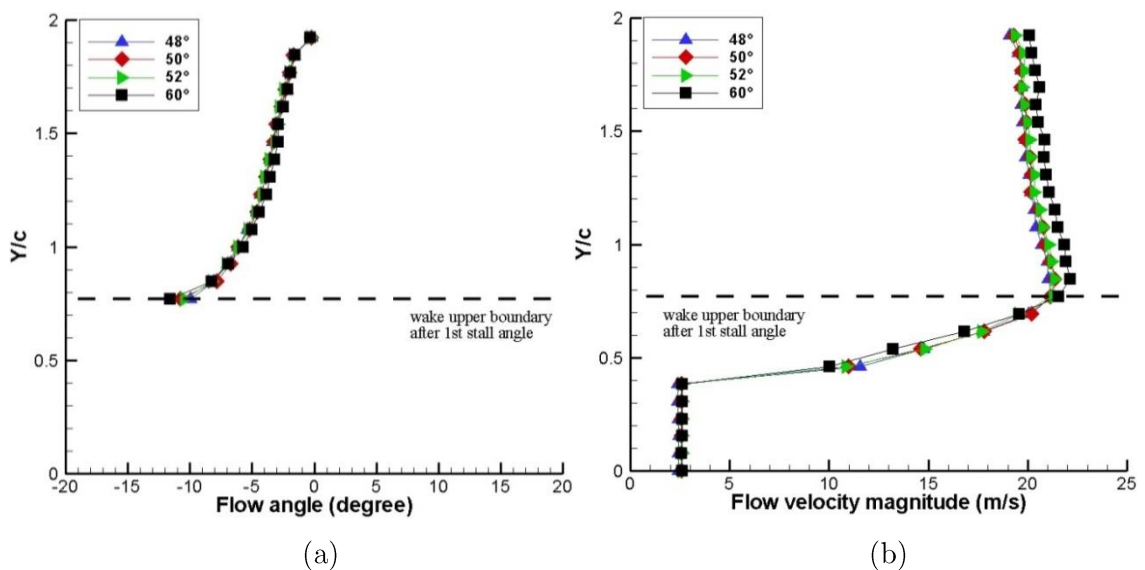 2
1.5
1
0.5
0
Y/c
48°
50°
52°
60°
wake upper boundary
after 1st stall angle
-20 -15 -10 -5 0 5 10 15 20
Flow angle (degree)
(a)
2
1.5
1
0.5
0
Y/c
48°
50°
52°
60°
wake upper boundary
after 1st stall angle
0 5 10 15 20 25
Flow velocity magnitude (m/s)
(b)